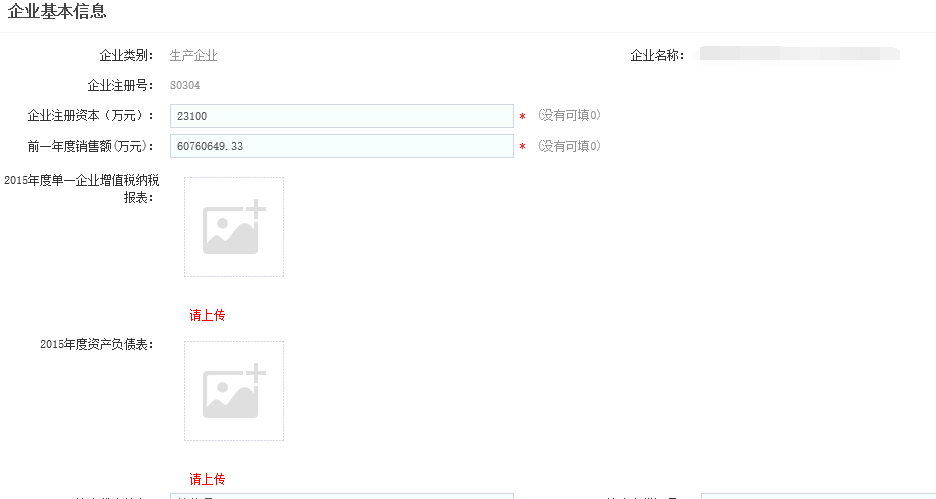 企业基本信息
企业类别: 生产企业 企业名称:
企业注册号: S0304
企业注册资本（万元）: 23100 * (没有可填0)
前一年度销售额(万元): 60760649.33 * (没有可填0)
2015年度单一企业增值税纳税
报表:
请上传
2015年度资产负债表:
请上传